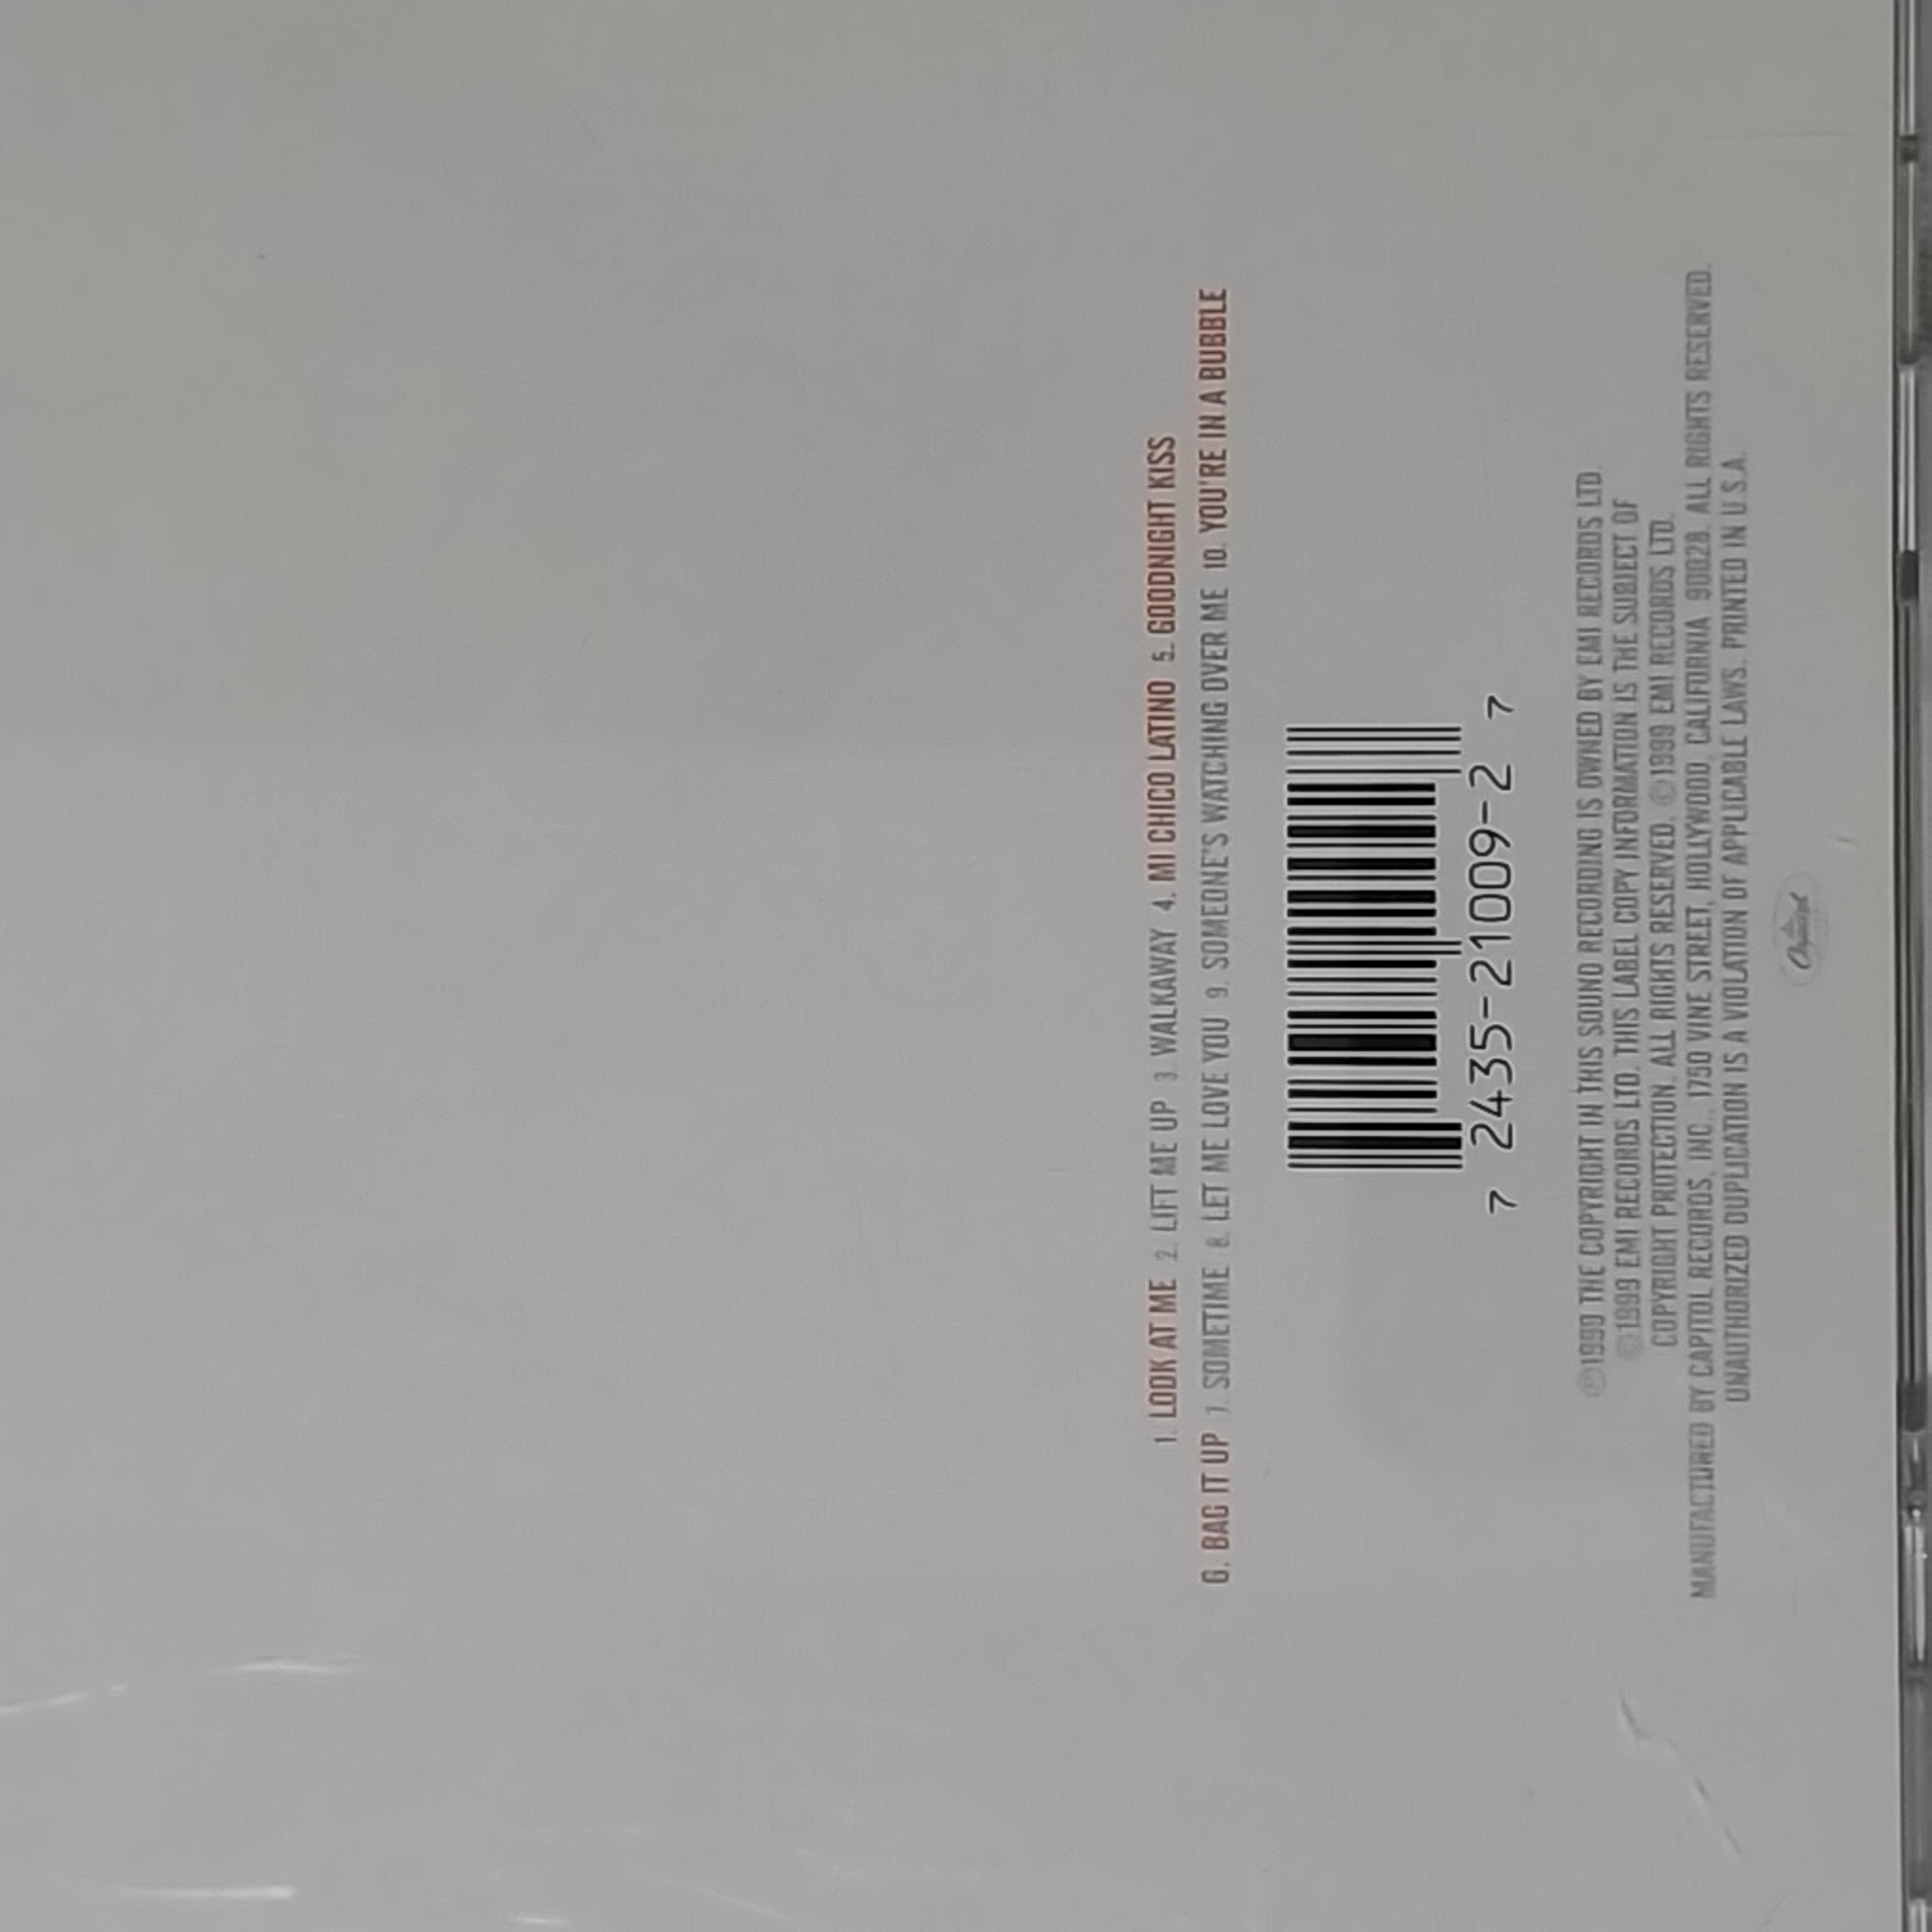 1. LOOK AT ME 2. LIFT ME UP 3. WALKAWAY 4. MI CHICO LATINO 5. GOODNIGHT KISS
6. BAG IT UP 7. SOMETIME 8. LET ME LOVE YOU 9. SOMEONE'S WATCHING OVER ME 10. YOU'RE IN A BUBBLE
7 2435-21009-2 7
℗1999 THE COPYRIGHT IN THIS SOUND RECORDING IS OWNED BY EMI RECORDS LTD.
©1999 EMI RECORDS LTD. THIS LABEL COPY INFORMATION IS THE SUBJECT OF
COPYRIGHT PROTECTION. ALL RIGHTS RESERVED. ©1999 EMI RECORDS LTD.
MANUFACTURED BY CAPITOL RECORDS, INC. 1750 VINE STREET, HOLLYWOOD, CALIFORNIA 90028. ALL RIGHTS RESERVED.
UNAUTHORIZED DUPLICATION IS A VIOLATION OF APPLICABLE LAWS. PRINTED IN U.S.A.
Capitol